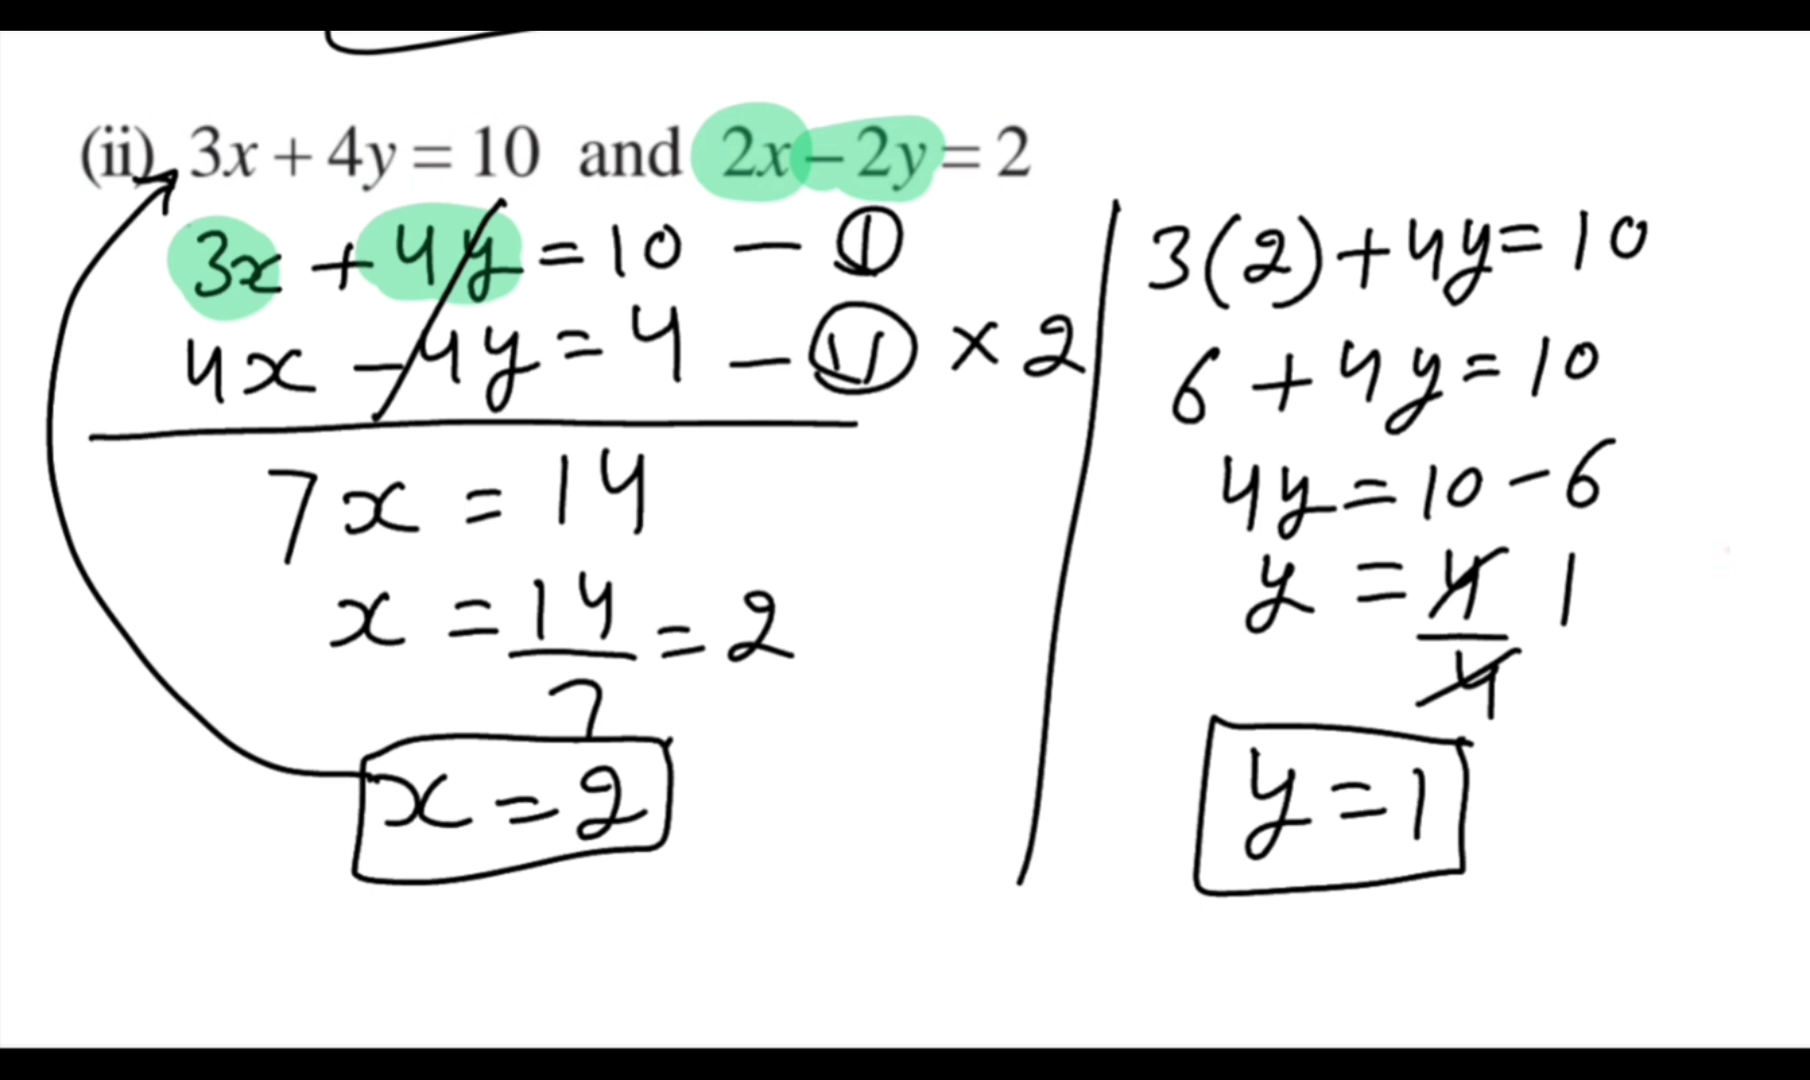 (ii) 3x + 4y = 10 and 2x − 2y = 2
3x + 4y = 10 — ①
4x − 4y = 4 — ⑪ × 2
7x = 14
x = 14/7 = 2
x = 2
3(2) + 4y = 10
6 + 4y = 10
4y = 10 − 6
y = 4/4 1
y = 1